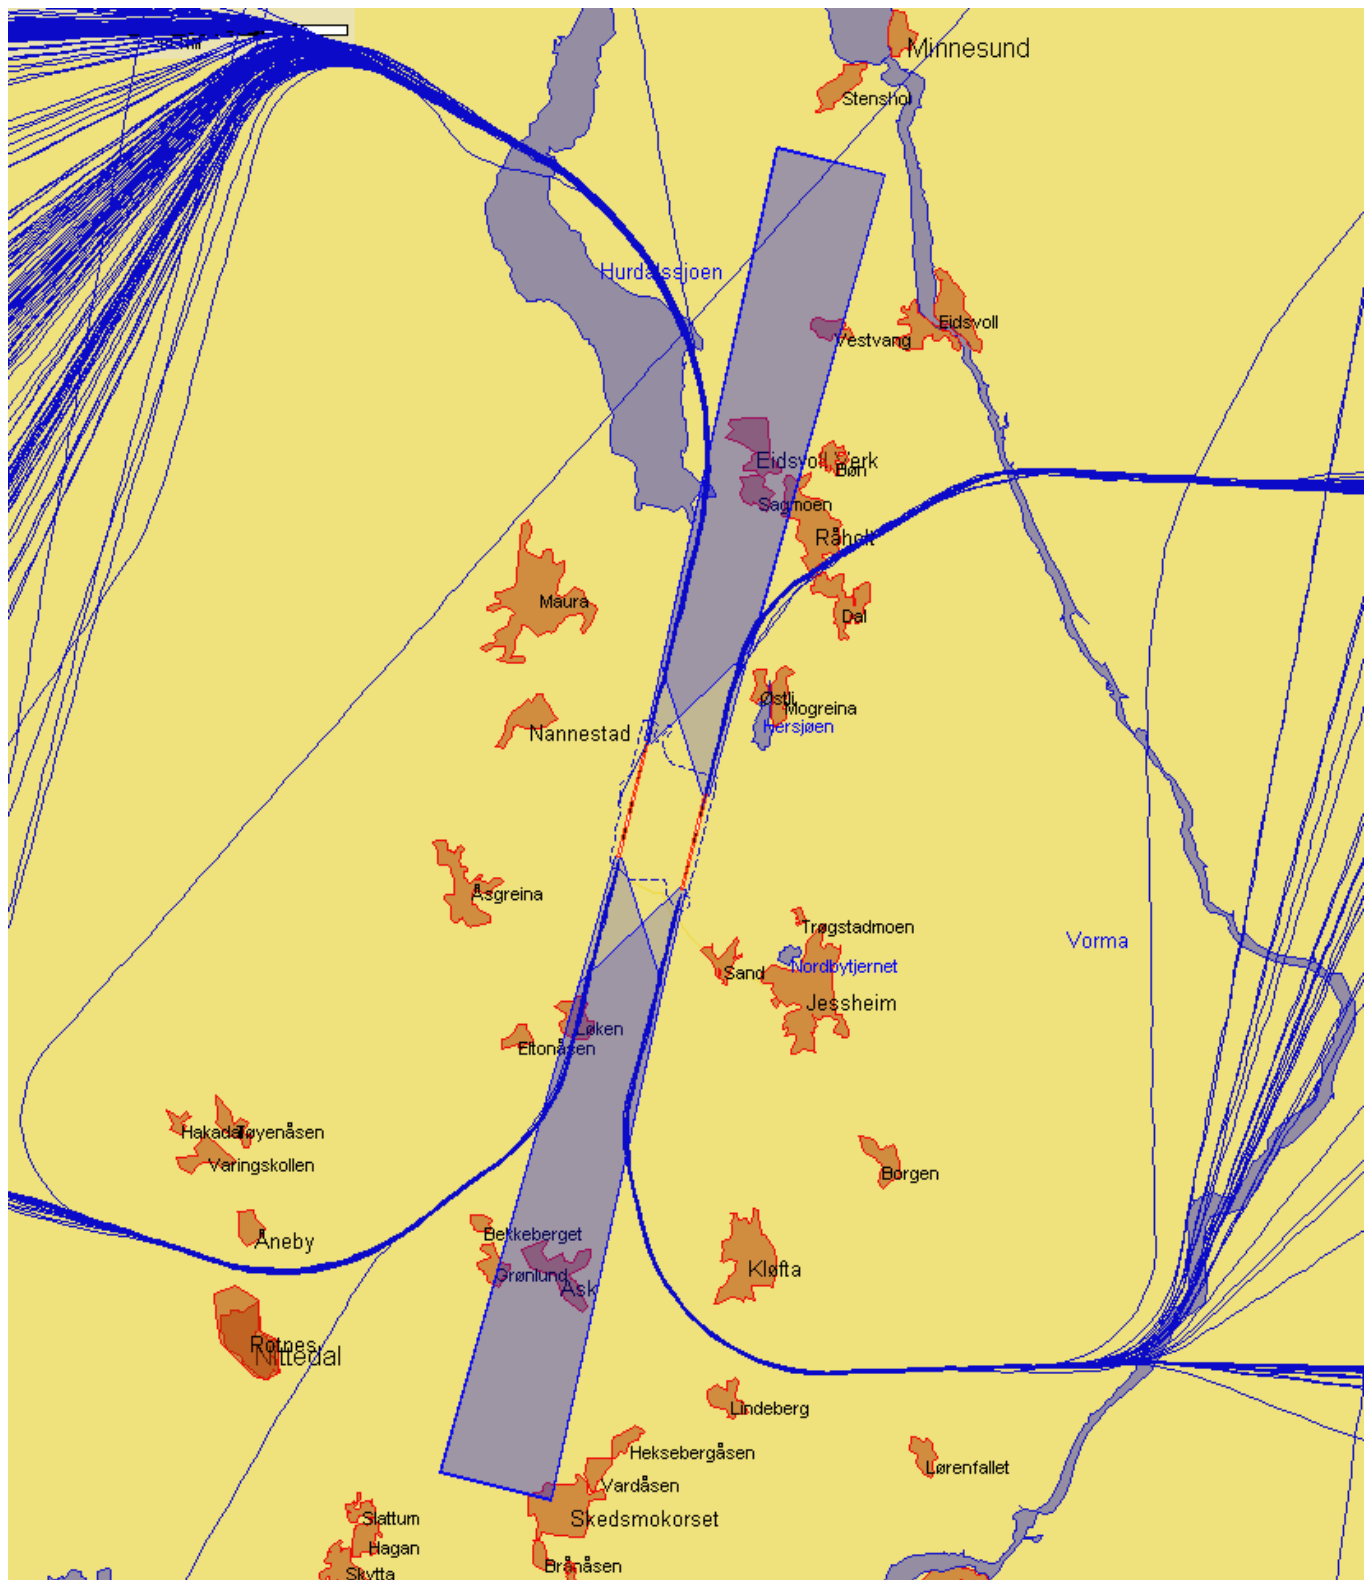 Minnesund
Stenshol
Hurdalssjoen
Eidsvoll
Vestvang
Eidsvoll Verk
Bøn
Sagmoen
Råholt
Maura
Dal
Østli
Mogreina
Hersjøen
Nannestad
Åsgreina
Trøgstadmoen
Vorma
Sand
Nordbytjernet
Jessheim
Løken
Eltonåsen
Hakadal
Tøyenåsen
Varingskollen
Borgen
Åneby
Bekkeberget
Grønlund
Ask
Kløfta
Rotnes
Nittedal
Lindeberg
Heksebergåsen
Lørenfallet
Vardåsen
Slattum
Skedsmokorset
Hagan
Brånåsen
Skytta